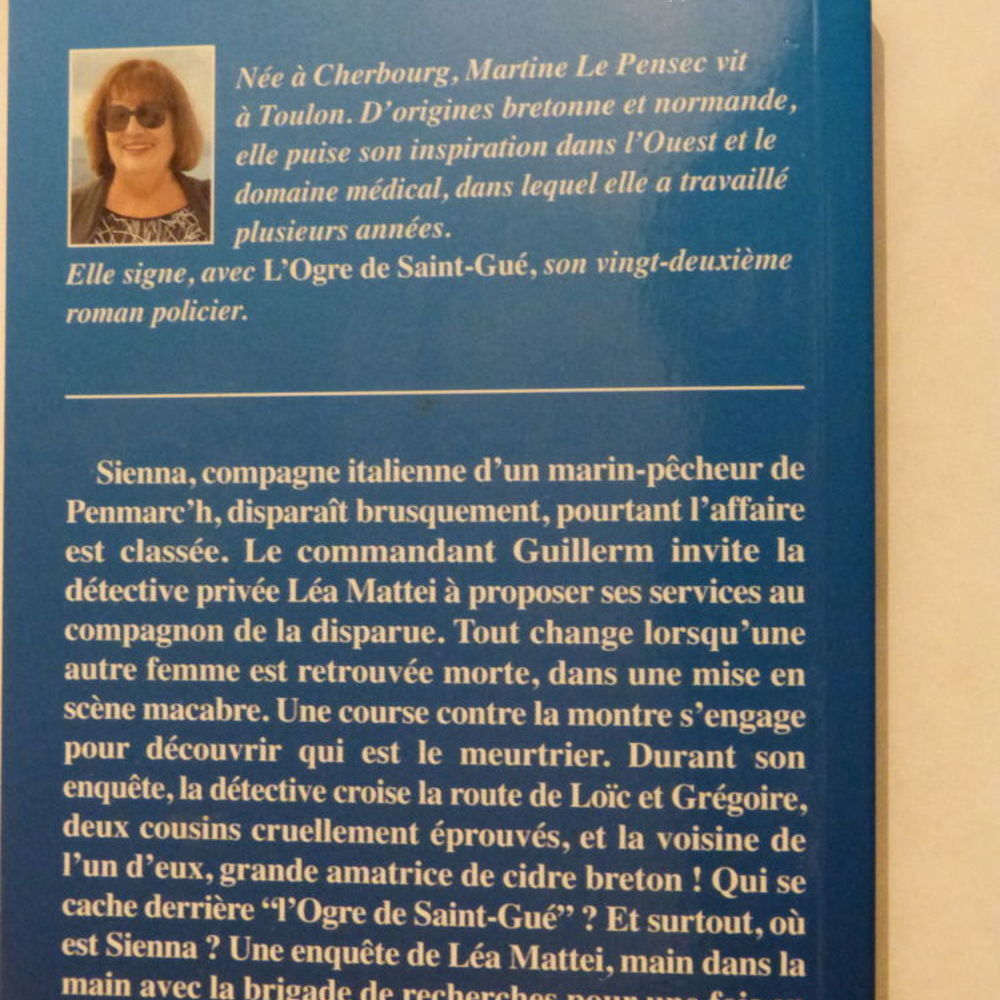 Née à Cherbourg, Martine Le Pensec vit
à Toulon. D'origines bretonne et normande,
elle puise son inspiration dans l'Ouest et le
domaine médical, dans lequel elle a travaillé
plusieurs années.
Elle signe, avec L'Ogre de Saint-Gué, son vingt-deuxième
roman policier.
Sienna, compagne italienne d'un marin-pêcheur de
Penmarc'h, disparaît brusquement, pourtant l'affaire
est classée. Le commandant Guillerm invite la
détective privée Léa Mattei à proposer ses services au
compagnon de la disparue. Tout change lorsqu'une
autre femme est retrouvée morte, dans une mise en
scène macabre. Une course contre la montre s'engage
pour découvrir qui est le meurtrier. Durant son
enquête, la détective croise la route de Loïc et Grégoire,
deux cousins cruellement éprouvés, et la voisine de
l'un d'eux, grande amatrice de cidre breton ! Qui se
cache derrière “l'Ogre de Saint-Gué” ? Et surtout, où
est Sienna ? Une enquête de Léa Mattei, main dans la
main avec la brigade de recherches pour une fois